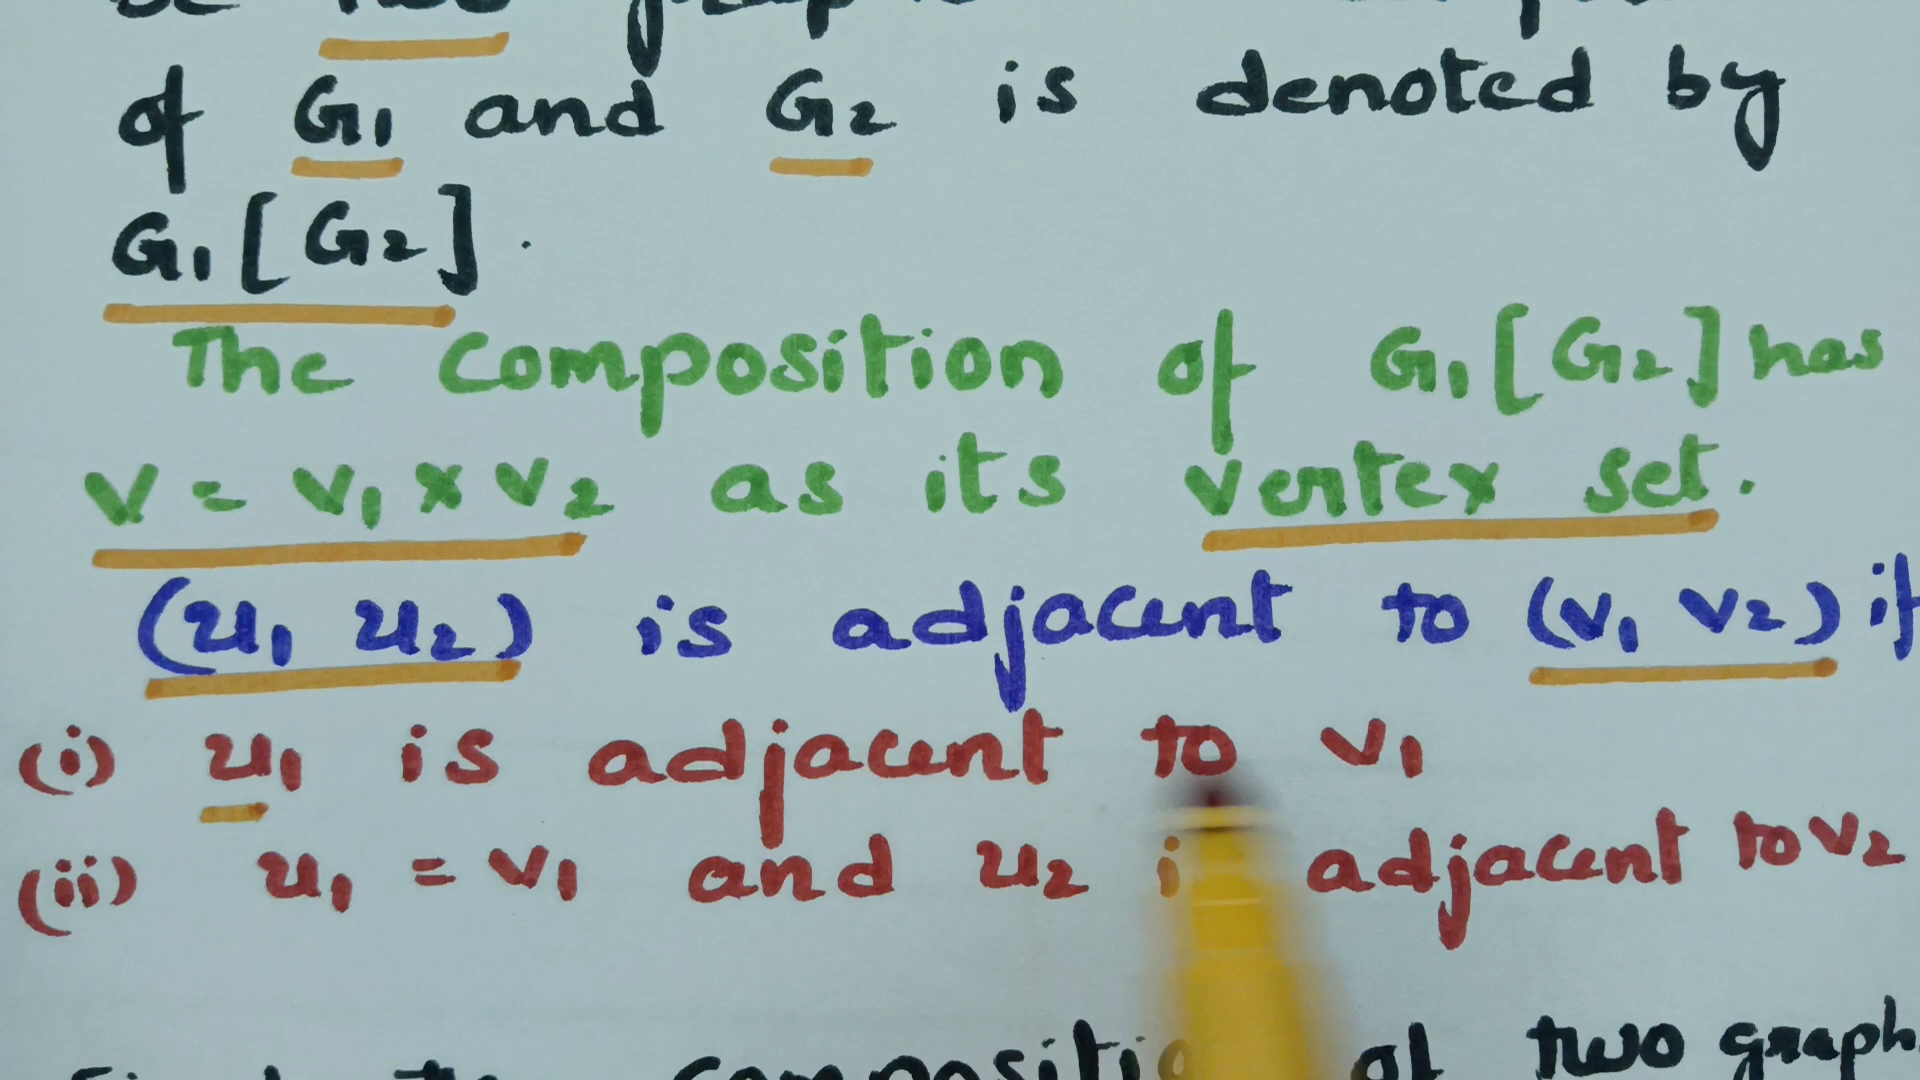 of G1 and G2 is denoted by
G1[G2].
The composition of G1[G2] has
V = V1 × V2 as its vertex set.
(u1 u2) is adjacent to (v1 v2) if
(i) u1 is adjacent to v1
(ii) u1 = v1 and u2 adjacent to v2
two graph